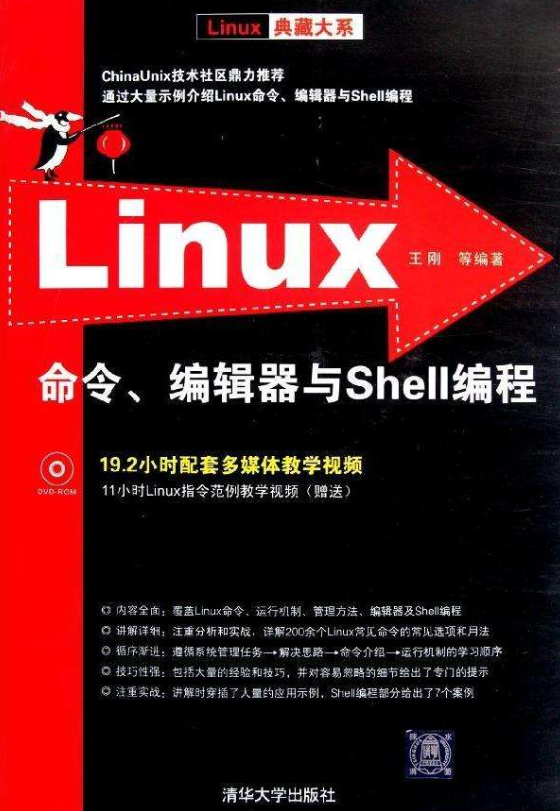 Linux 典藏大系
ChinaUnix技术社区鼎力推荐
通过大量示例介绍Linux命令、编辑器与Shell编程
Linux
王刚 等编著
命令、编辑器与Shell编程
DVD-ROM
19.2小时配套多媒体教学视频
11小时Linux指令范例教学视频（赠送）
◎ 内容全面：覆盖Linux命令、运行机制、管理方法、编辑器及Shell编程
◎ 讲解详细：注重分析和实战，详解200余个Linux常见命令的常见选项和用法
◎ 循序渐进：遵循系统管理任务→解决思路→命令介绍→运行机制的学习顺序
◎ 技巧性强：包括大量的经验和技巧，并对容易忽略的细节给出了专门的提示
◎ 注重实战：讲解时穿插了大量的应用示例，Shell编程部分给出了7个案例
清华大学出版社